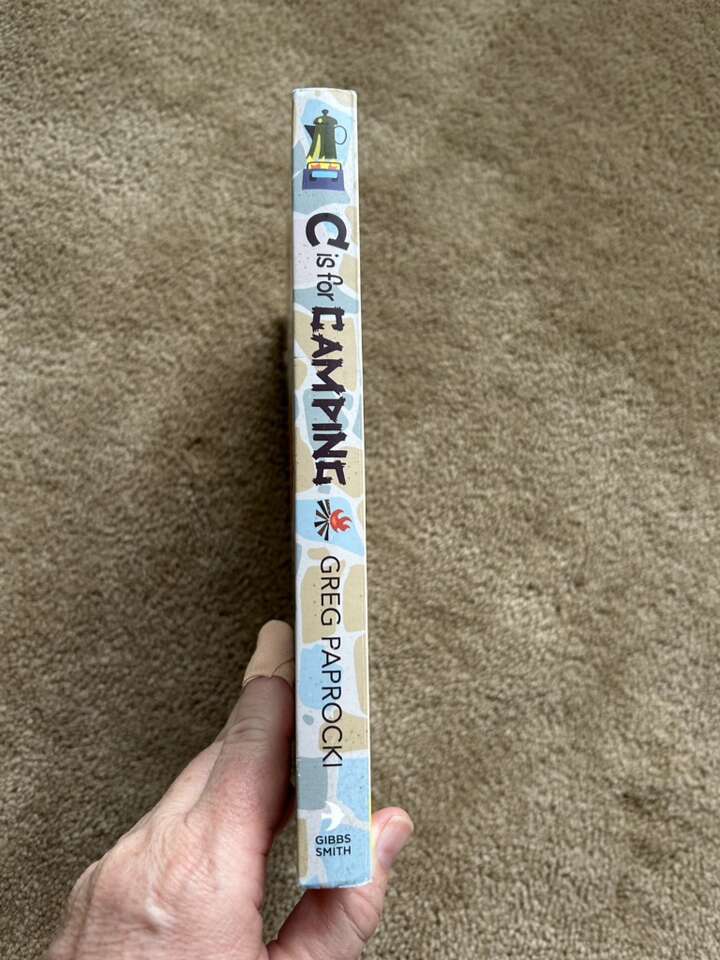 C is for CAMPING
GREG PAPROCKI
GIBBS
SMITH